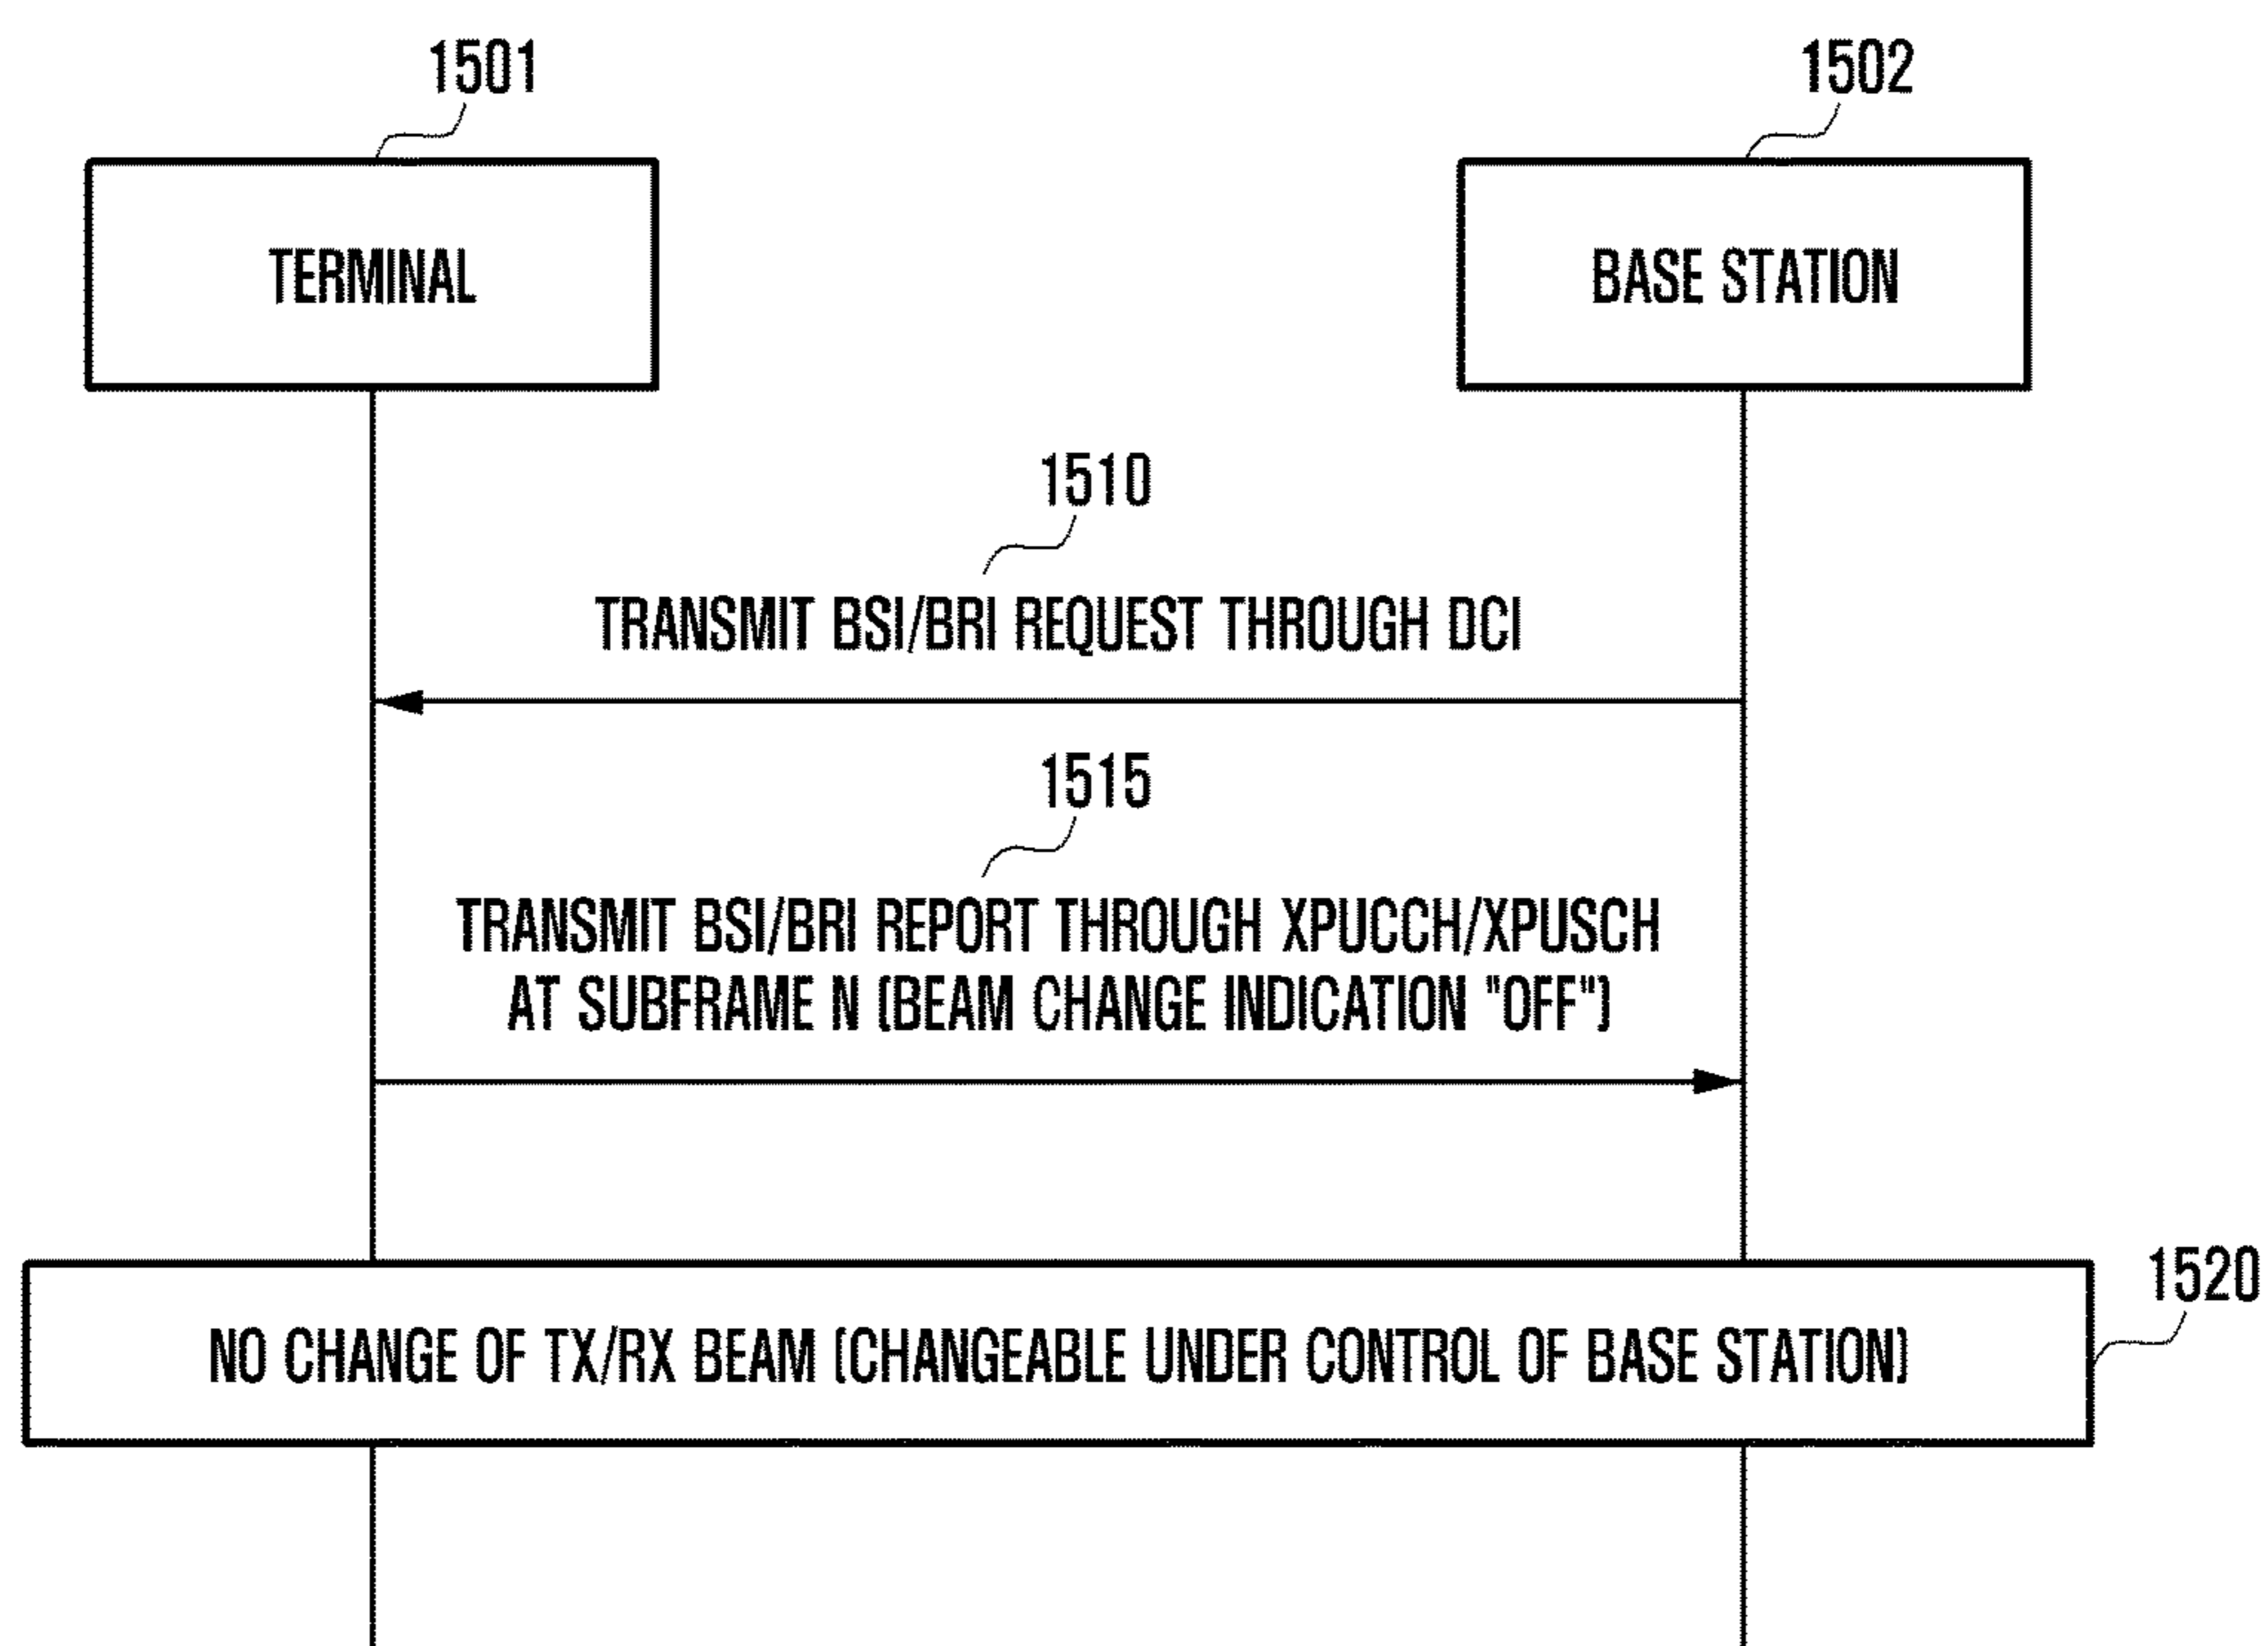 1501
1502
TERMINAL
BASE STATION
1510
TRANSMIT BSI/BRI REQUEST THROUGH DCI
1515
TRANSMIT BSI/BRI REPORT THROUGH XPUCCH/XPUSCH
AT SUBFRAME N (BEAM CHANGE INDICATION "OFF")
1520
NO CHANGE OF TX/RX BEAM (CHANGEABLE UNDER CONTROL OF BASE STATION)